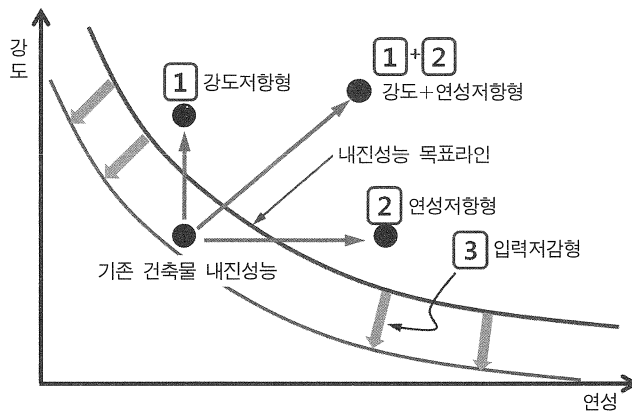 강
도
1 + 2
1 강도저항형
강도+연성저항형
내진성능 목표라인
2 연성저항형
3 입력저감형
기존 건축물 내진성능
연성